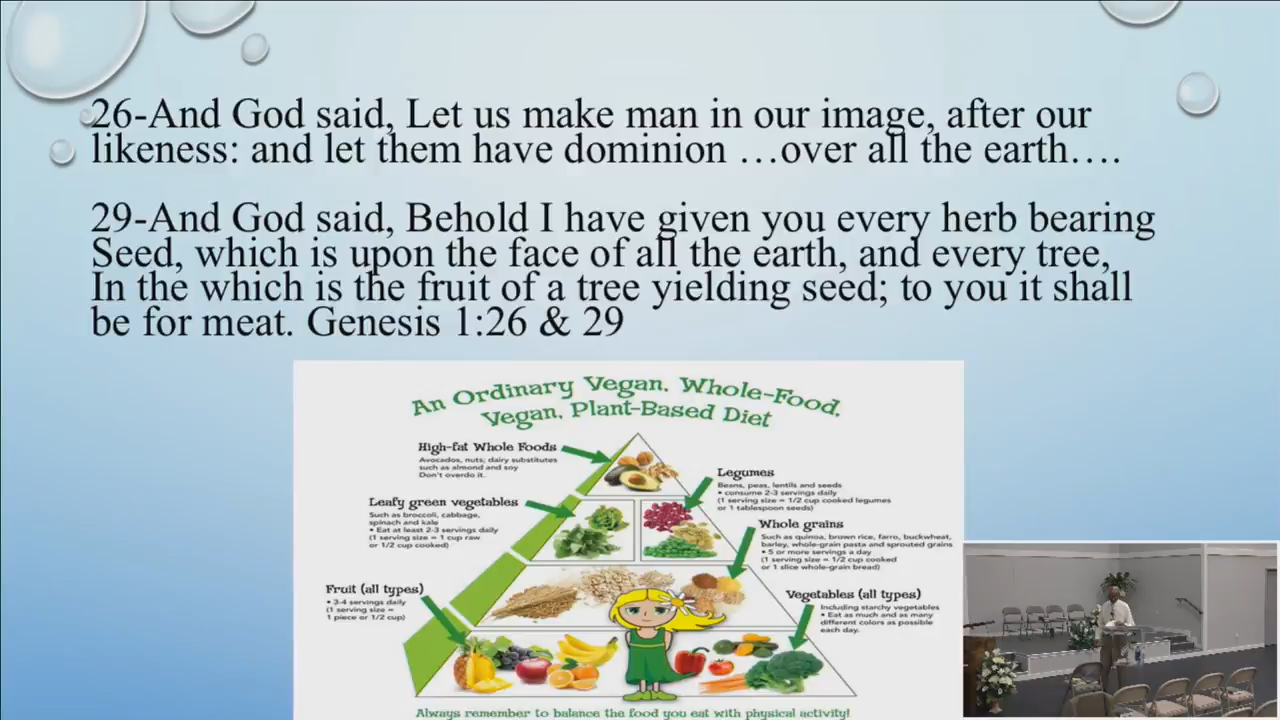 26-And God said, Let us make man in our image, after our
likeness: and let them have dominion …over all the earth….
29-And God said, Behold I have given you every herb bearing
Seed, which is upon the face of all the earth, and every tree,
In the which is the fruit of a tree yielding seed; to you it shall
be for meat. Genesis 1:26 & 29
An Ordinary Vegan, Whole-Food,
Vegan, Plant-Based Diet
High-fat Whole Foods
Avocados, nuts, dairy substitutes
such as almond and soy
Don't overdo it.
Legumes
Beans, peas, lentils and seeds
• consume 2-3 servings daily
(1 serving size = 1/2 cup cooked legumes
or 1 tablespoon seeds)
Leafy green vegetables
Such as broccoli, cabbage,
spinach and kale
• Eat at least 2-3 servings daily
(1 serving size = 1 cup raw
or 1/2 cup cooked)
Whole grains
Such as quinoa, brown rice, farro, buckwheat,
barley, whole-grain pasta and sprouted grains
• 5 or more servings a day
(1 serving size = 1/2 cup cooked
or 1 slice whole-grain bread)
Fruit (all types)
• 3-4 servings daily
(1 serving size =
1 piece or 1/2 cup)
Vegetables (all types)
Including starchy vegetables
• Eat as much and as many
different colors as possible
each day.
Always remember to balance the food you eat with physical activity!